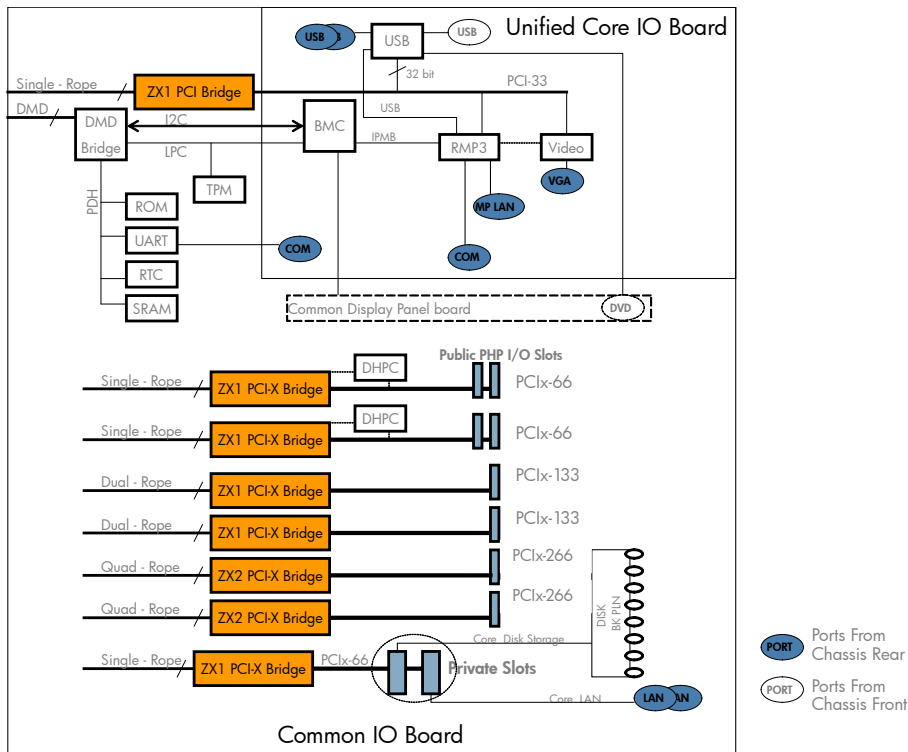 Unified Core IO Board
USB
B
USB
USB
32 bit
Single - Rope
ZX1 PCI Bridge
PCI-33
DMD
USB
DMD
Bridge
I2C
BMC
LPC
IPMB
RMP3
Video
TPM
VGA
PDH
ROM
MP LAN
UART
COM
COM
RTC
SRAM
Common Display Panel board
DVD
Public PHP I/O Slots
DHPC
Single - Rope
ZX1 PCI-X Bridge
PCIx-66
DHPC
Single - Rope
ZX1 PCI-X Bridge
PCIx-66
Dual - Rope
ZX1 PCI-X Bridge
PCIx-133
Dual - Rope
ZX1 PCI-X Bridge
PCIx-133
Quad - Rope
ZX2 PCI-X Bridge
PCIx-266
Quad - Rope
ZX2 PCI-X Bridge
PCIx-266
DISK
BK PLN
Core Disk Storage
Single - Rope
ZX1 PCI-X Bridge
PCIx-66
Private Slots
Core LAN
LAN
AN
Common IO Board
PORT
Ports From
Chassis Rear
PORT
Ports From
Chassis Front